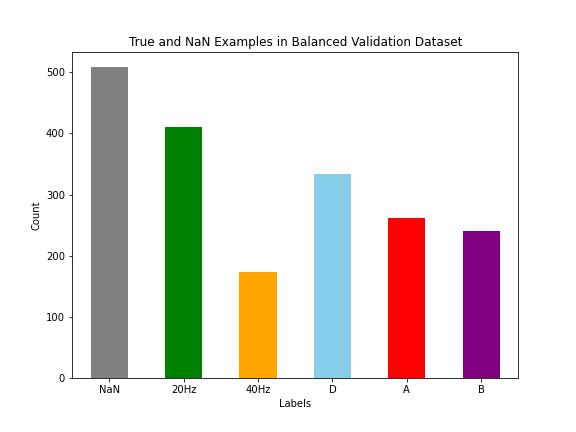 True and NaN Examples in Balanced Validation Dataset
500
400
300
200
100
0
Count
NaN 20Hz 40Hz D A B
Labels